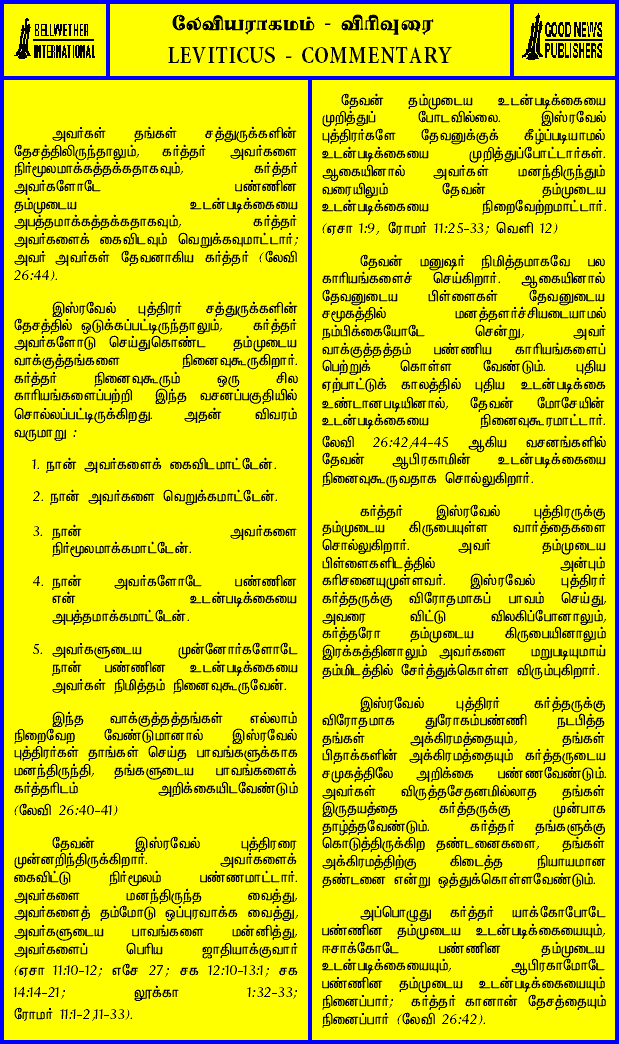 BELLWETHER
INTERNATIONAL
லேவியராகமம் - விரிவுரை
LEVITICUS - COMMENTARY
GOOD NEWS
PUBLISHERS
அவர்கள் தங்கள் சத்துருக்களின்
தேசத்திலிருந்தாலும், கர்த்தர் அவர்களை
நிர்மூலமாக்கத்தக்கதாகவும், கர்த்தர்
அவர்களோடே பண்ணின
தம்முடைய உடன்படிக்கையை
அபத்தமாக்கத்தக்கதாகவும், கர்த்தர்
அவர்களைக் கைவிடவும் வெறுக்கவுமாட்டார்;
அவர் அவர்கள் தேவனாகிய கர்த்தர் (லேவி
26:44).
இஸ்ரவேல் புத்திரர் சத்துருக்களின்
தேசத்தில் ஒடுக்கப்பட்டிருந்தாலும், கர்த்தர்
அவர்களோடு செய்துகொண்ட தம்முடைய
வாக்குத்தங்களை நினைவுகூருகிறார்.
கர்த்தர் நினைவுகூரும் ஒரு சில
காரியங்களைப்பற்றி இந்த வசனப்பகுதியில்
சொல்லப்பட்டிருக்கிறது. அதன் விவரம்
வருமாறு :
1. நான் அவர்களைக் கைவிடமாட்டேன்.
2. நான் அவர்களை வெறுக்கமாட்டேன்.
3. நான் அவர்களை
நிர்மூலமாக்கமாட்டேன்.
4. நான் அவர்களோடே பண்ணின
என் உடன்படிக்கையை
அபத்தமாக்கமாட்டேன்.
5. அவர்களுடைய முன்னோர்களோடே
நான் பண்ணின உடன்படிக்கையை
அவர்கள் நிமித்தம் நினைவுகூருவேன்.
இந்த வாக்குத்தத்தங்கள் எல்லாம்
நிறைவேற வேண்டுமானால் இஸ்ரவேல்
புத்திரர்கள் தாங்கள் செய்த பாவங்களுக்காக
மனந்திருந்தி, தங்களுடைய பாவங்களைக்
கர்த்தரிடம் அறிக்கையிடவேண்டும்
(லேவி 26:40-41)
தேவன் இஸ்ரவேல் புத்திரரை
முன்னறிந்திருக்கிறார். அவர்களைக்
கைவிட்டு நிர்மூலம் பண்ணமாட்டார்.
அவர்களை மனந்திருந்த வைத்து,
அவர்களைத் தம்மோடு ஒப்புரவாக்க வைத்து,
அவர்களுடைய பாவங்களை மன்னித்து,
அவர்களைப் பெரிய ஜாதியாக்குவார்
(ஏசா 11:10-12; எசே 27; சக 12:10-13:1; சக
14:14-21; லூக்கா 1:32-33;
ரோமர் 11:1-2,11-33).
தேவன் தம்முடைய உடன்படிக்கையை
முறித்துப் போடவில்லை. இஸ்ரவேல்
புத்திரர்களே தேவனுக்குக் கீழ்ப்படியாமல்
உடன்படிக்கையை முறித்துப்போட்டார்கள்.
ஆகையினால் அவர்கள் மனந்திருந்தும்
வரையிலும் தேவன் தம்முடைய
உடன்படிக்கையை நிறைவேற்றமாட்டார்.
(ஏசா 1:9, ரோமர் 11:25-33; வெளி 12)
தேவன் மனுஷர் நிமித்தமாகவே பல
காரியங்களைச் செய்கிறார். ஆகையினால்
தேவனுடைய பிள்ளைகள் தேவனுடைய
சமூகத்தில் மனத்தளர்ச்சியடையாமல்
நம்பிக்கையோடே சென்று, அவர்
வாக்குத்தத்தம் பண்ணிய காரியங்களைப்
பெற்றுக் கொள்ள வேண்டும். புதிய
ஏற்பாட்டுக் காலத்தில் புதிய உடன்படிக்கை
உண்டானபடியினால், தேவன் மோசேயின்
உடன்படிக்கையை நினைவுகூரமாட்டார்.
லேவி 26:42,44-45 ஆகிய வசனங்களில்
தேவன் ஆபிரகாமின் உடன்படிக்கையை
நினைவுகூருவதாக சொல்லுகிறார்.
கர்த்தர் இஸ்ரவேல் புத்திரருக்கு
தம்முடைய கிருபையுள்ள வார்த்தைகளை
சொல்லுகிறார். அவர் தம்முடைய
பிள்ளைகளிடத்தில் அன்பும்
கரிசனையுமுள்ளவர். இஸ்ரவேல் புத்திரர்
கர்த்தருக்கு விரோதமாகப் பாவம் செய்து,
அவரை விட்டு விலகிப்போனாலும்,
கர்த்தரோ தம்முடைய கிருபையினாலும்
இரக்கத்தினாலும் அவர்களை மறுபடியுமாய்
தம்மிடத்தில் சேர்த்துக்கொள்ள விரும்புகிறார்.
இஸ்ரவேல் புத்திரர் கர்த்தருக்கு
விரோதமாக துரோகம்பண்ணி நடபித்த
தங்கள் அக்கிரமத்தையும், தங்கள்
பிதாக்களின் அக்கிரமத்தையும் கர்த்தருடைய
சமுகத்திலே அறிக்கை பண்ணவேண்டும்.
அவர்கள் விருத்தசேதனமில்லாத தங்கள்
இருதயத்தை கர்த்தருக்கு முன்பாக
தாழ்த்தவேண்டும். கர்த்தர் தங்களுக்கு
கொடுத்திருக்கிற தண்டனைகளை, தங்கள்
அக்கிரமத்திற்கு கிடைத்த நியாயமான
தண்டனை என்று ஒத்துக்கொள்ளவேண்டும்.
அப்பொழுது கர்த்தர் யாக்கோபோடே
பண்ணின தம்முடைய உடன்படிக்கையையும்,
ஈசாக்கோடே பண்ணின தம்முடைய
உடன்படிக்கையையும், ஆபிரகாமோடே
பண்ணின தம்முடைய உடன்படிக்கையையும்
நினைப்பார்; கர்த்தர் கானான் தேசத்தையும்
நினைப்பார் (லேவி 26:42).